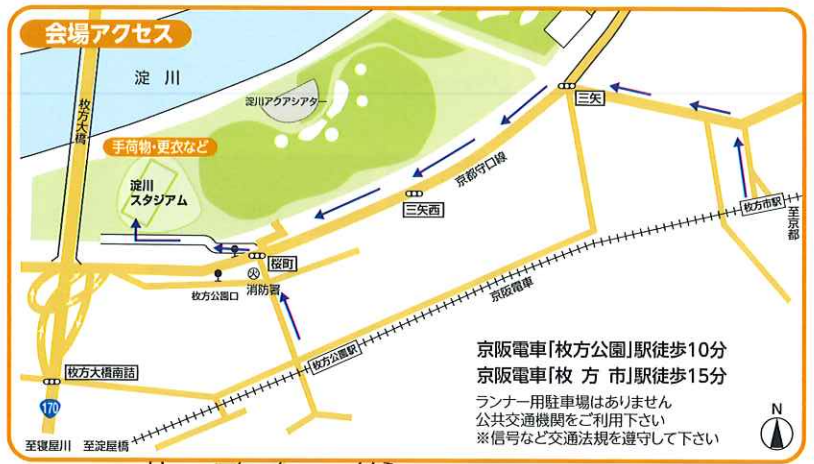 会場アクセス
淀 川
枚方大橋
淀川アクアシアター
手荷物・更衣など
淀川
スタジアム
三矢
京都守口線
三矢西
枚方市駅
至京都
桜町
火
消防署
枚方公園口
京阪電車
枚方公園駅
枚方大橋南詰
170
至寝屋川
至淀屋橋
京阪電車「枚方公園」駅徒歩10分
京阪電車「枚 方 市」駅徒歩15分
ランナー用駐車場はありません
公共交通機関をご利用下さい
※信号など交通法規を遵守して下さい
N